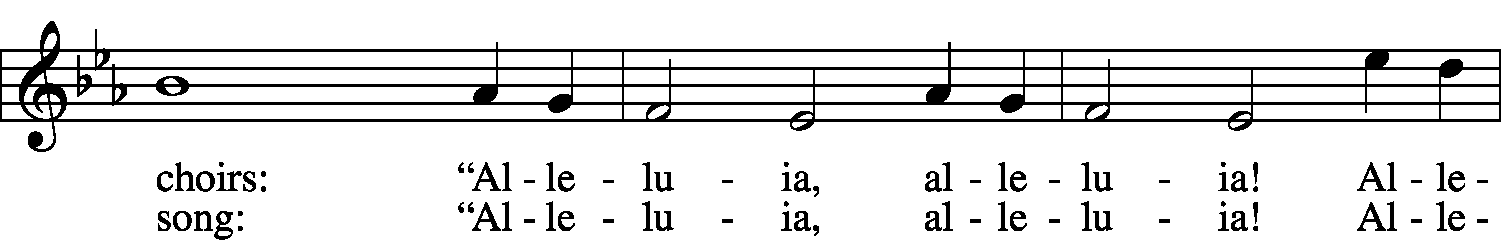 choirs: “Al - le - lu - ia, al - le - lu - ia! Al - le -
song: “Al - le - lu - ia, al - le - lu - ia! Al - le -